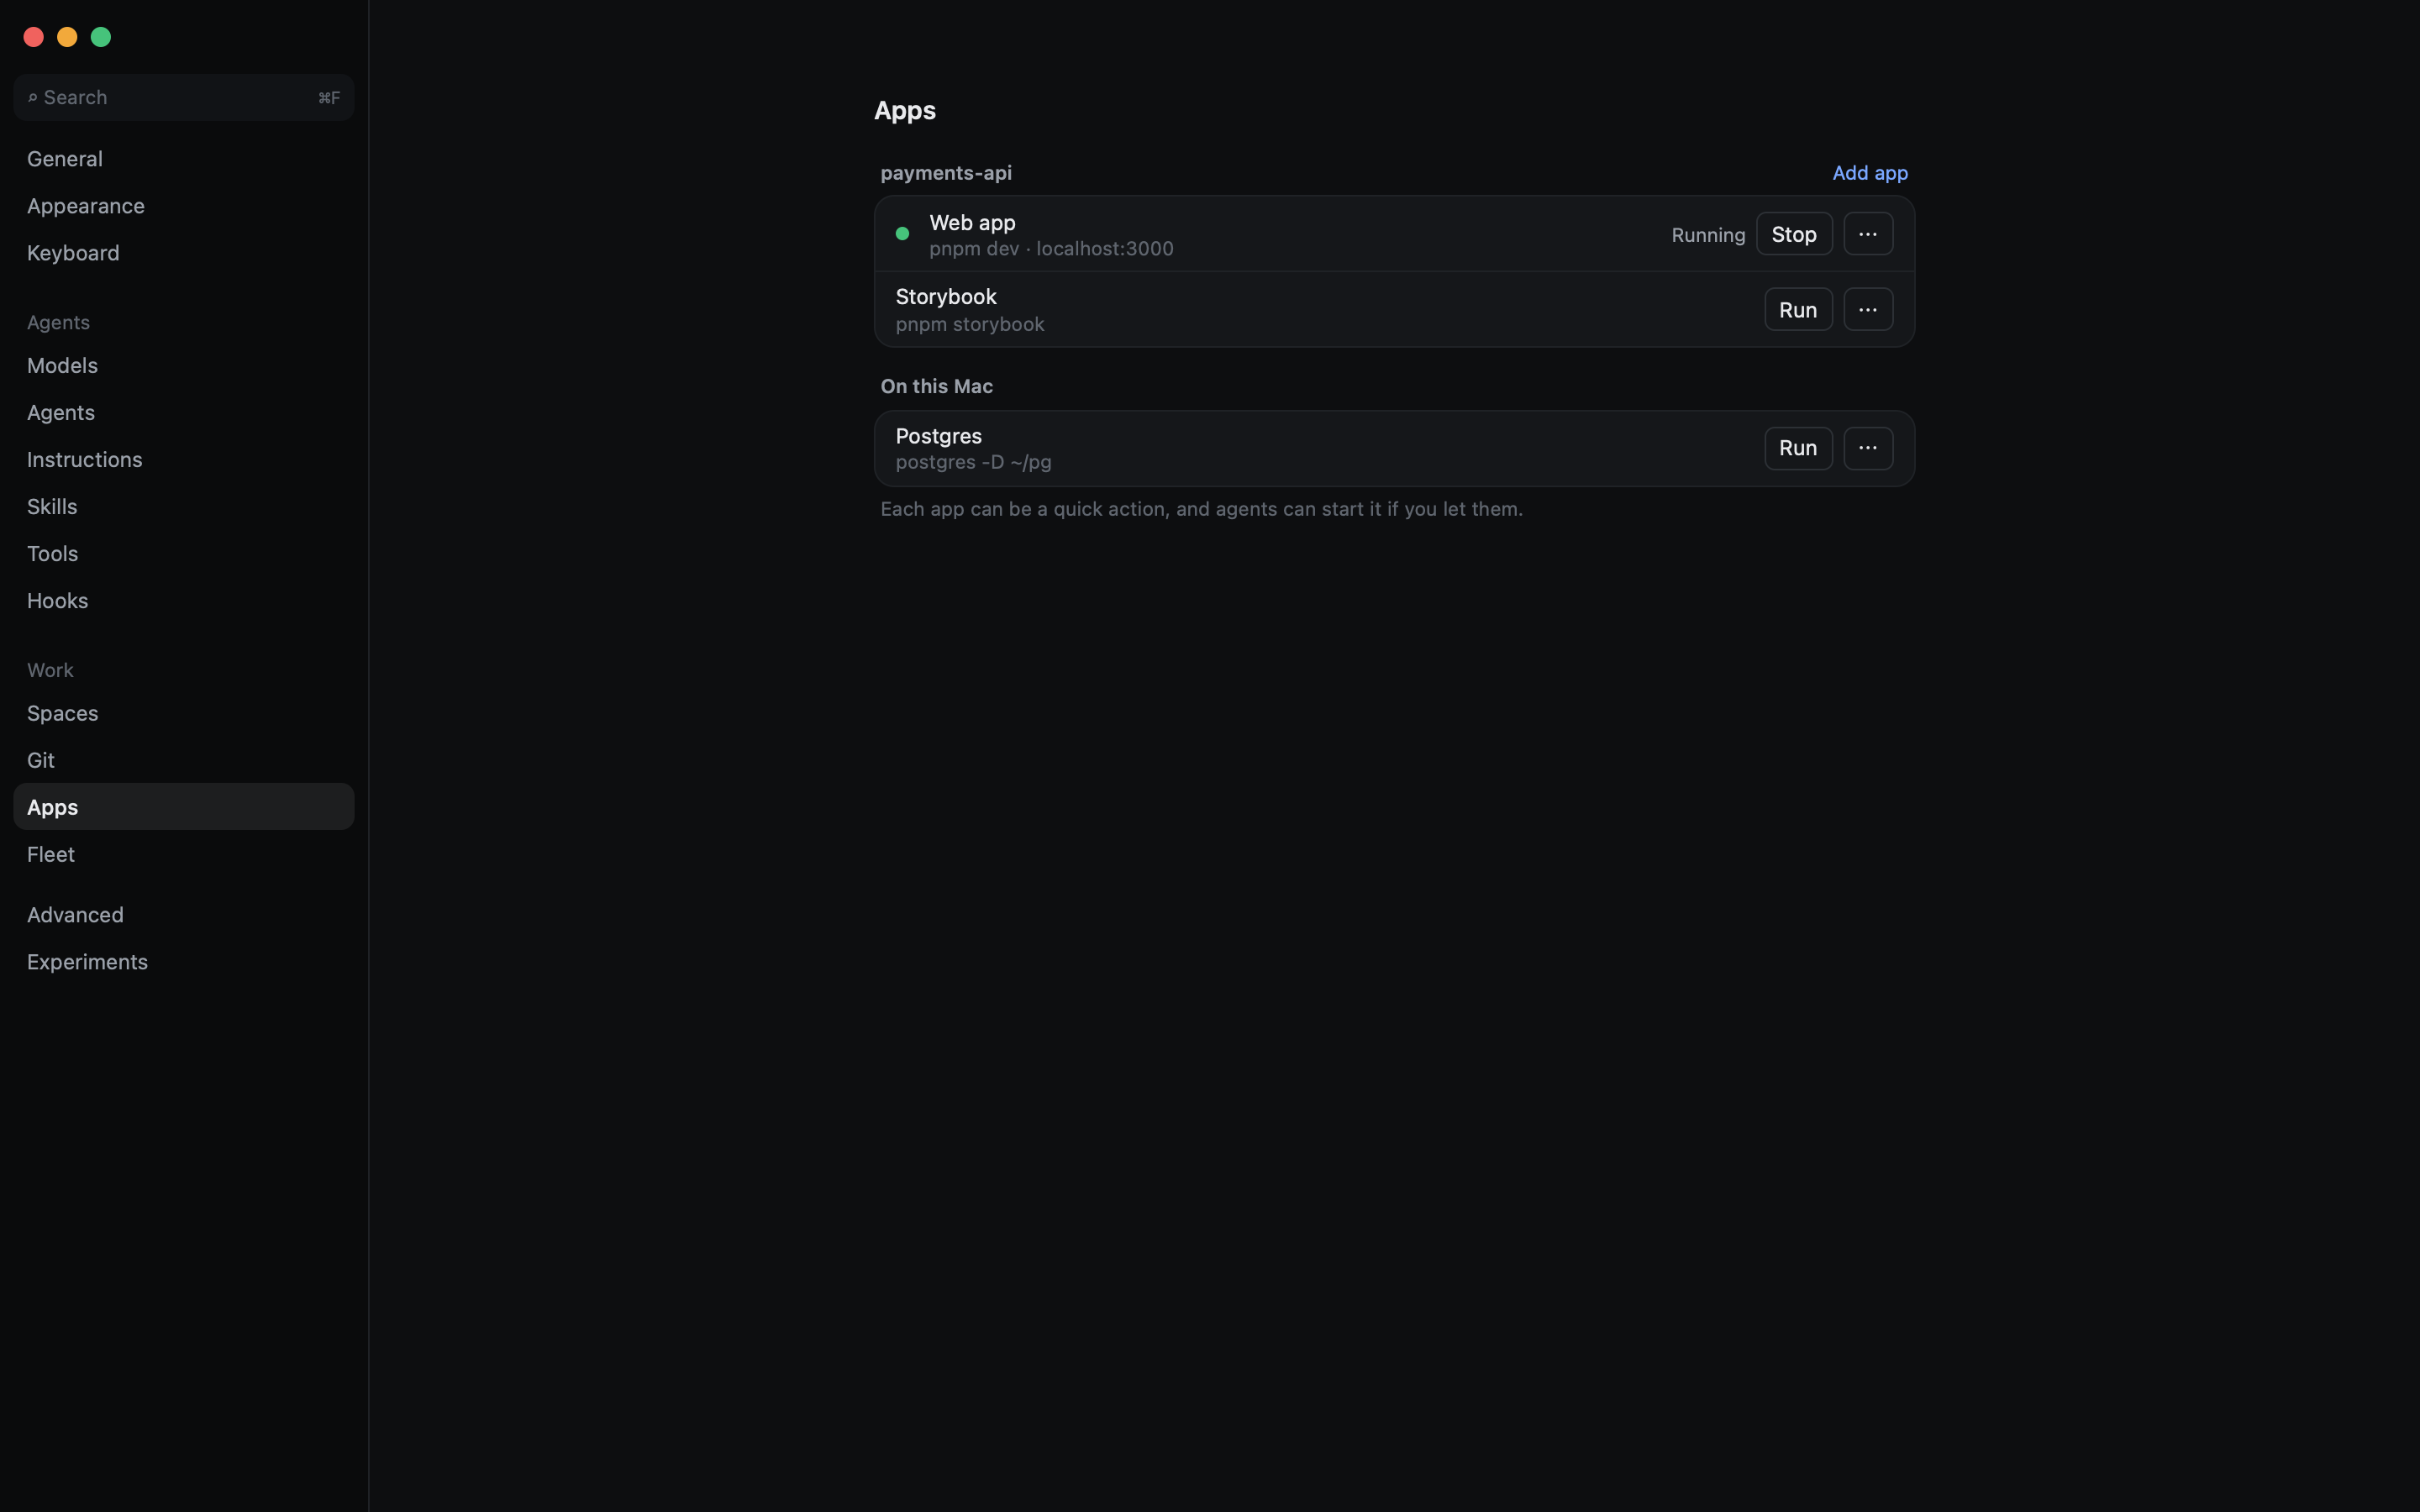 Search ⌘F
General
Appearance
Keyboard
Agents
Models
Agents
Instructions
Skills
Tools
Hooks
Work
Spaces
Git
Apps
Fleet
Advanced
Experiments
Apps
payments-api
Add app
Web app
pnpm dev · localhost:3000
Running
Stop
···
Storybook
pnpm storybook
Run
···
On this Mac
Postgres
postgres -D ~/pg
Run
···
Each app can be a quick action, and agents can start it if you let them.